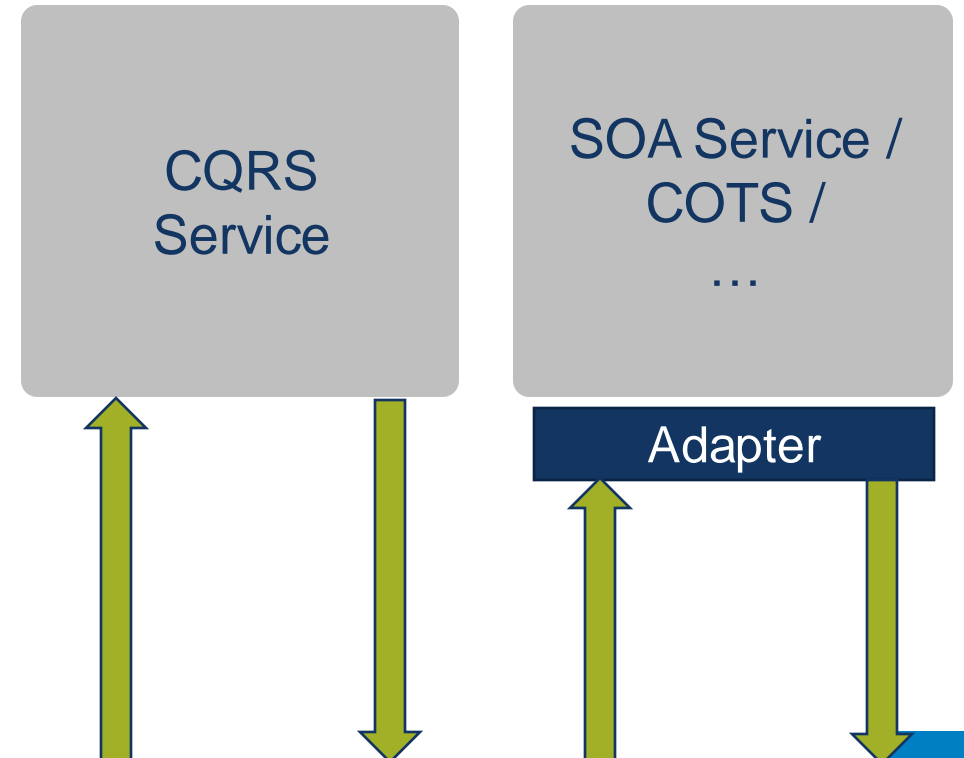 CQRS
Service
SOA Service /
COTS /
…
Adapter